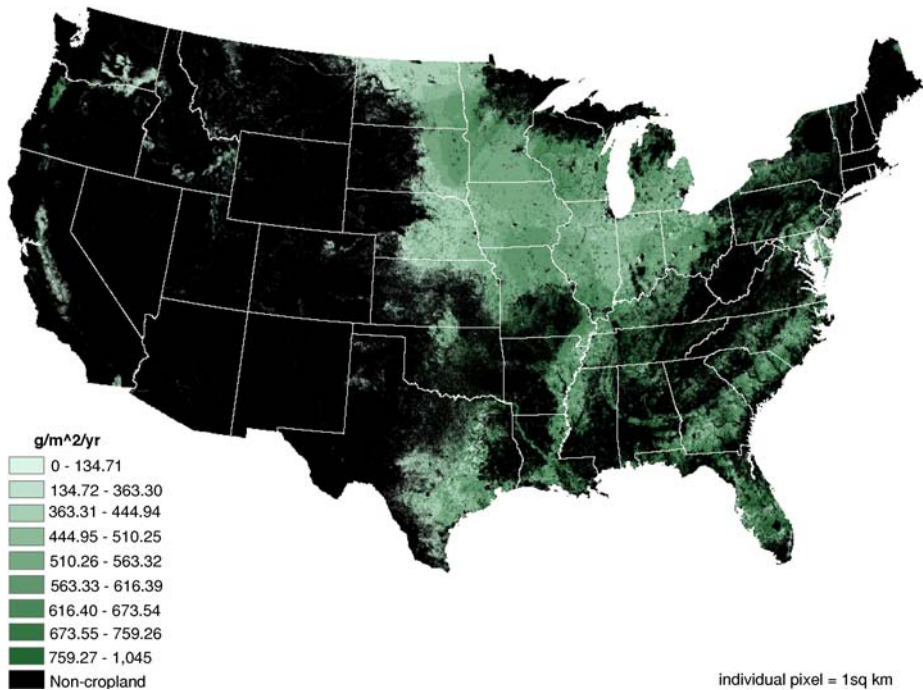 g/m^2/yr
0 - 134.71
134.72 - 363.30
363.31 - 444.94
444.95 - 510.25
510.26 - 563.32
563.33 - 616.39
616.40 - 673.54
673.55 - 759.26
759.27 - 1,045
Non-cropland
individual pixel = 1sq km